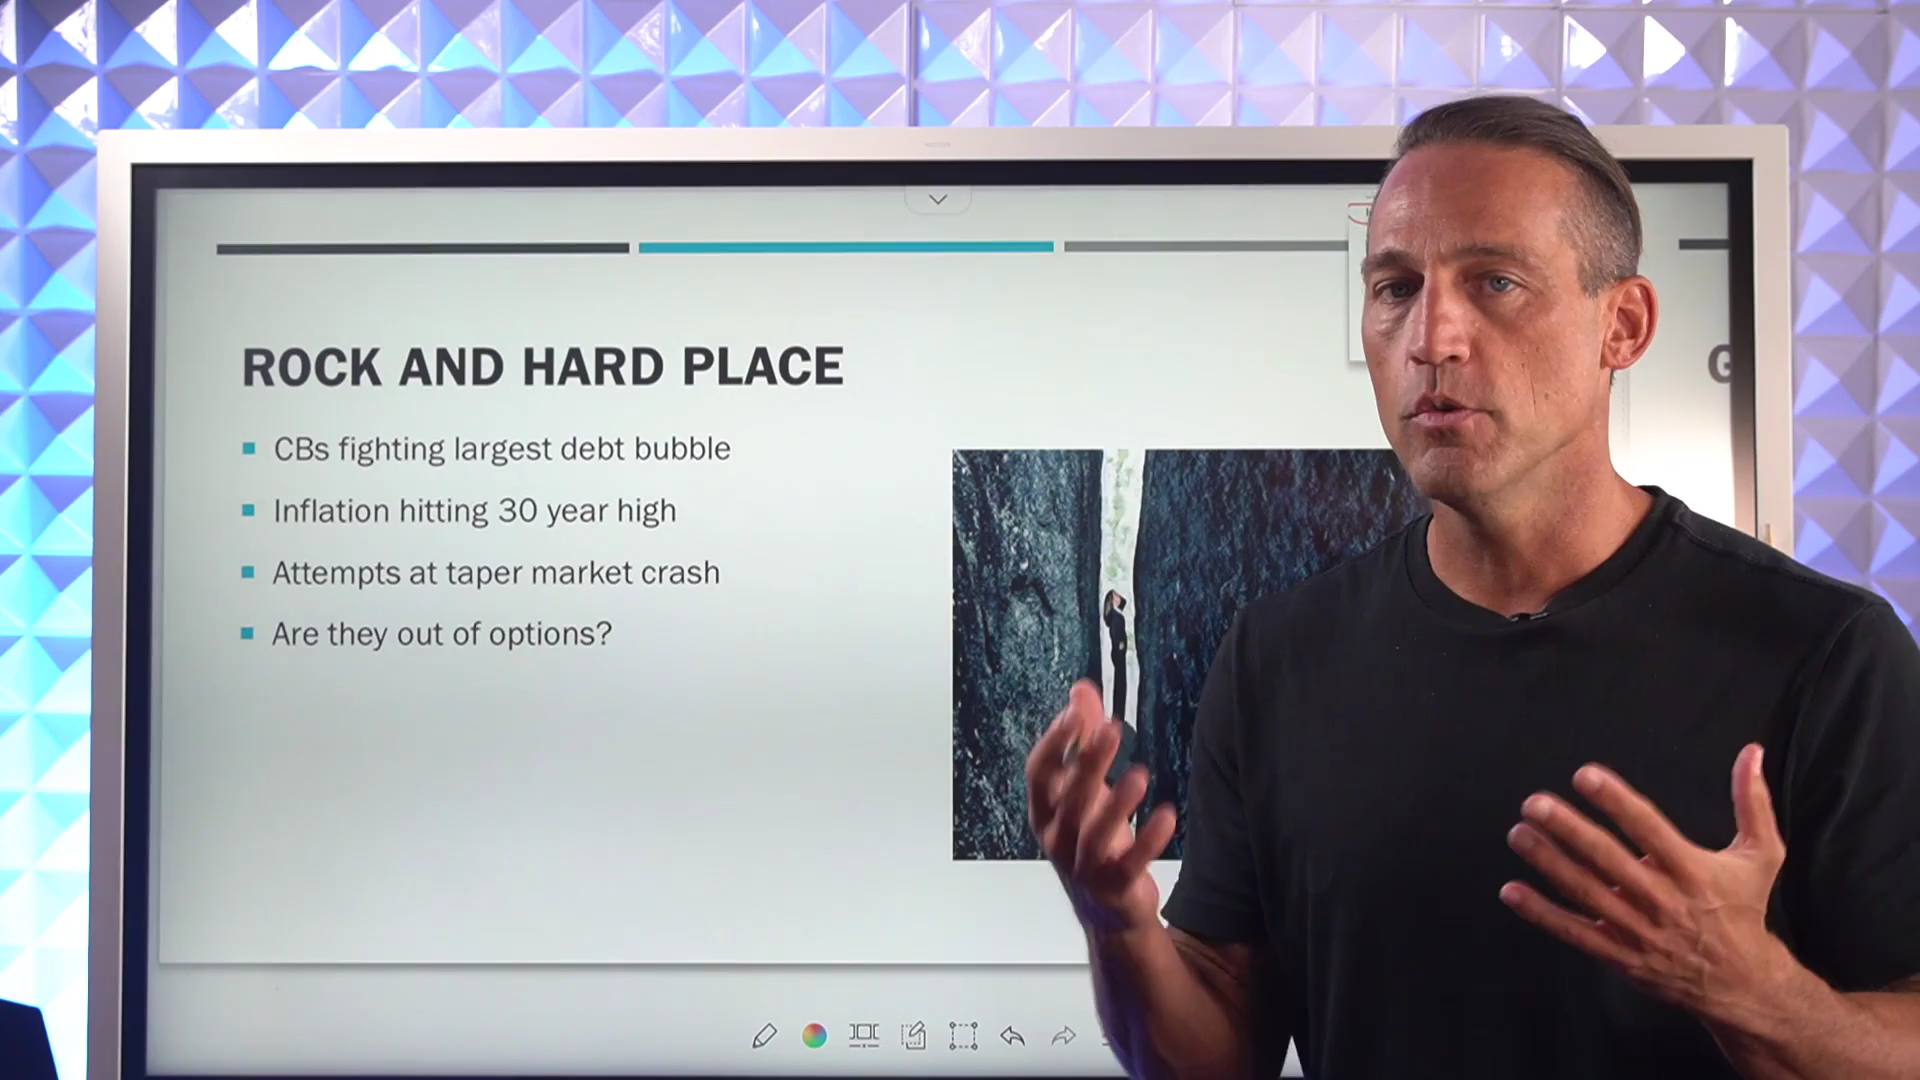 ROCK AND HARD PLACE
CBs fighting largest debt bubble
Inflation hitting 30 year high
Attempts at taper market crash
Are they out of options?
G